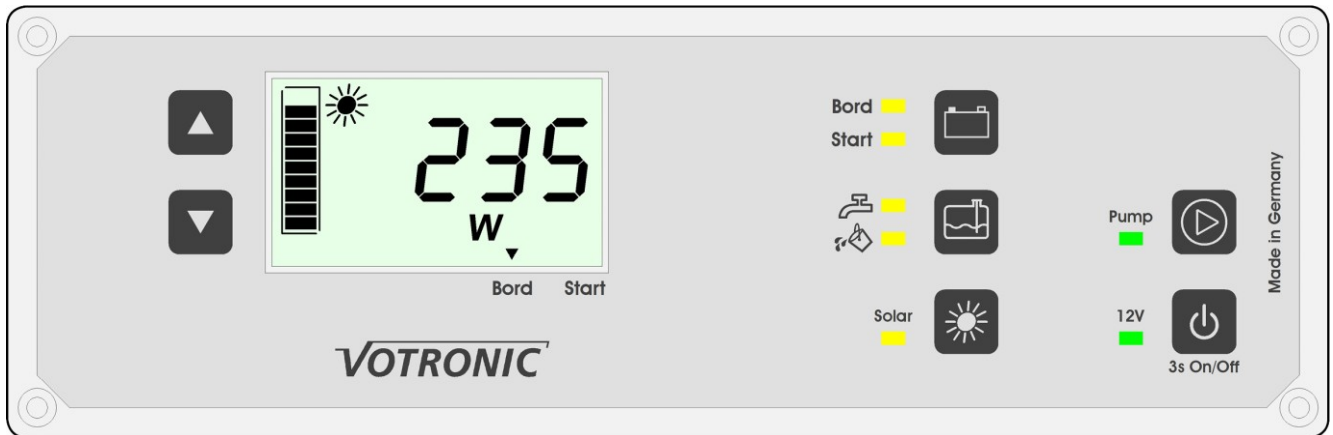 235
W
Bord Start
VOTRONIC
Bord
Start
Solar
Pump
12V
3s On/Off
Made in Germany